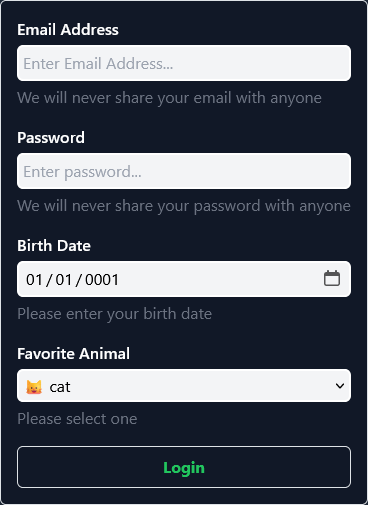 Email Address
Enter Email Address...
We will never share your email with anyone
Password
Enter password...
We will never share your password with anyone
Birth Date
01/01/0001
Please enter your birth date
Favorite Animal
🐱 cat
Please select one
Login